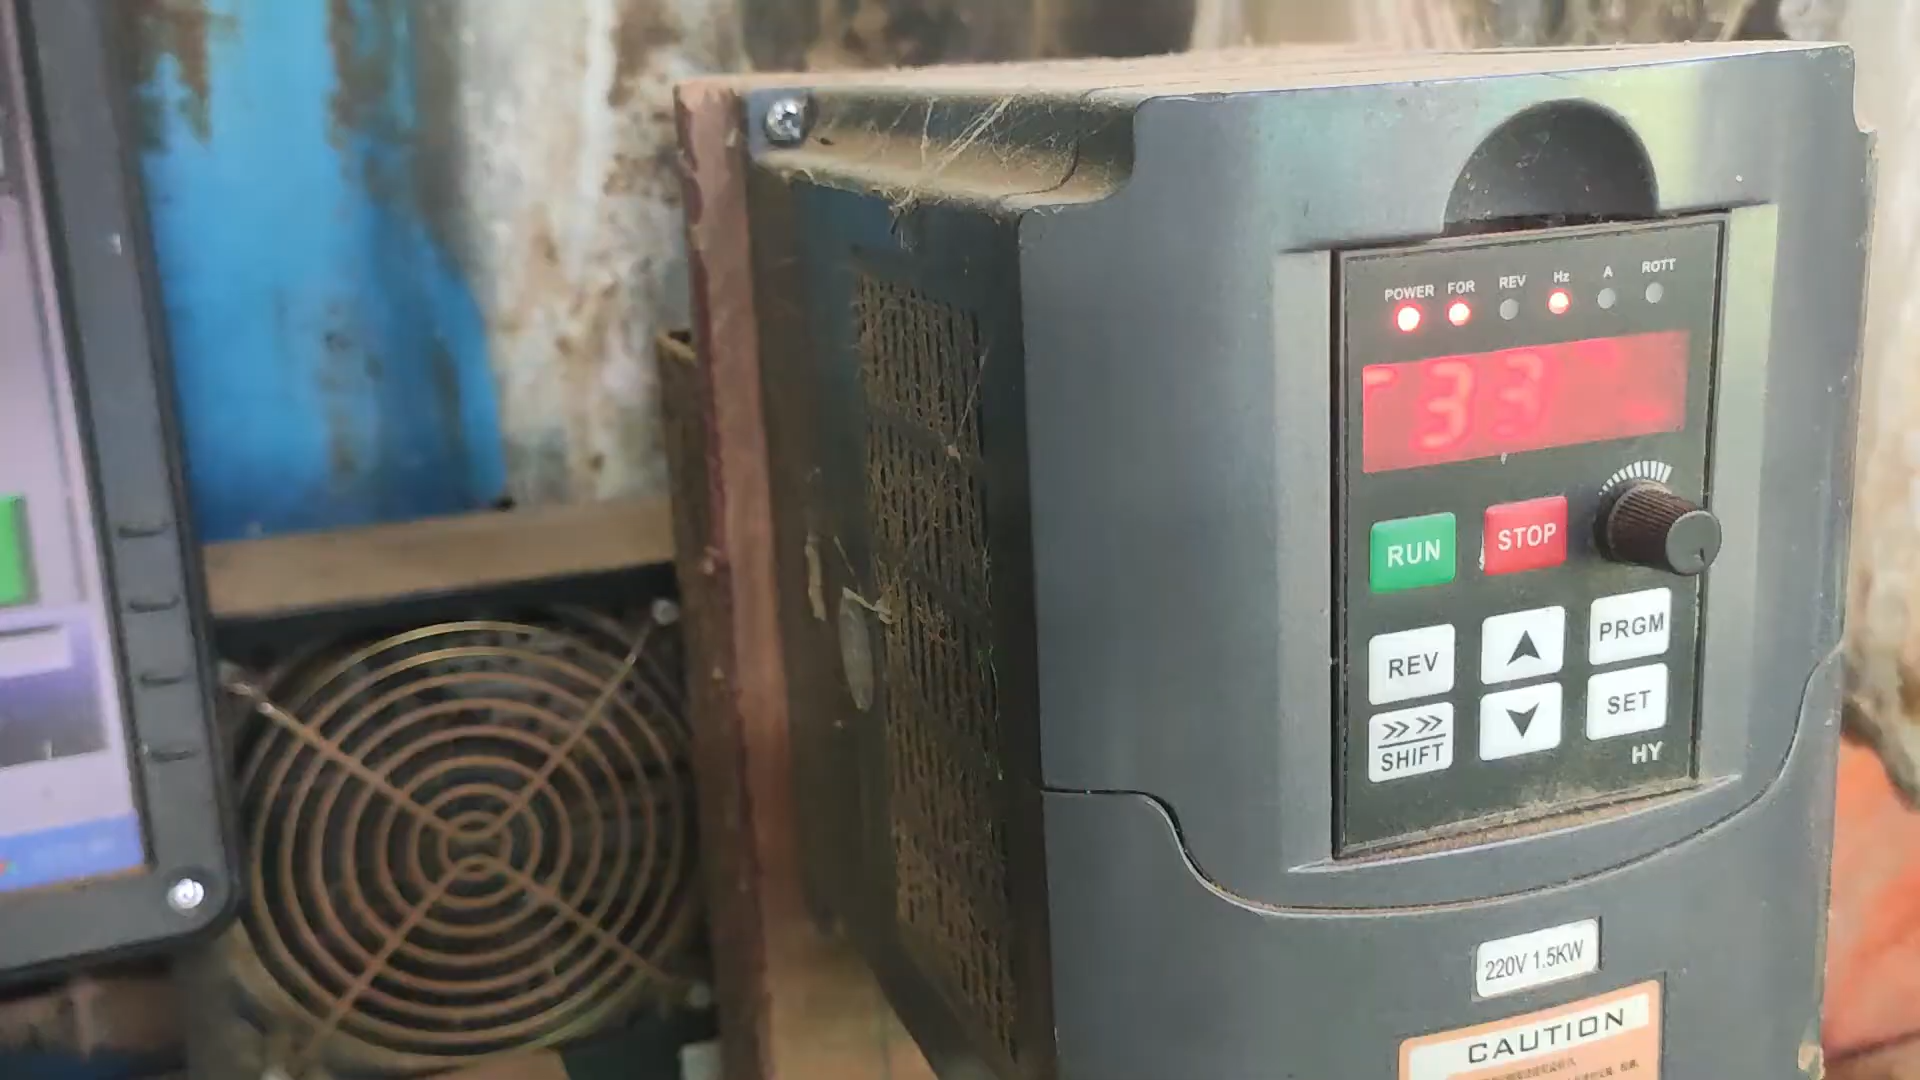 POWER FOR REV Hz A ROTT
33
RUN STOP
REV PRGM
SHIFT SET
HY
220V 1.5KW
CAUTION